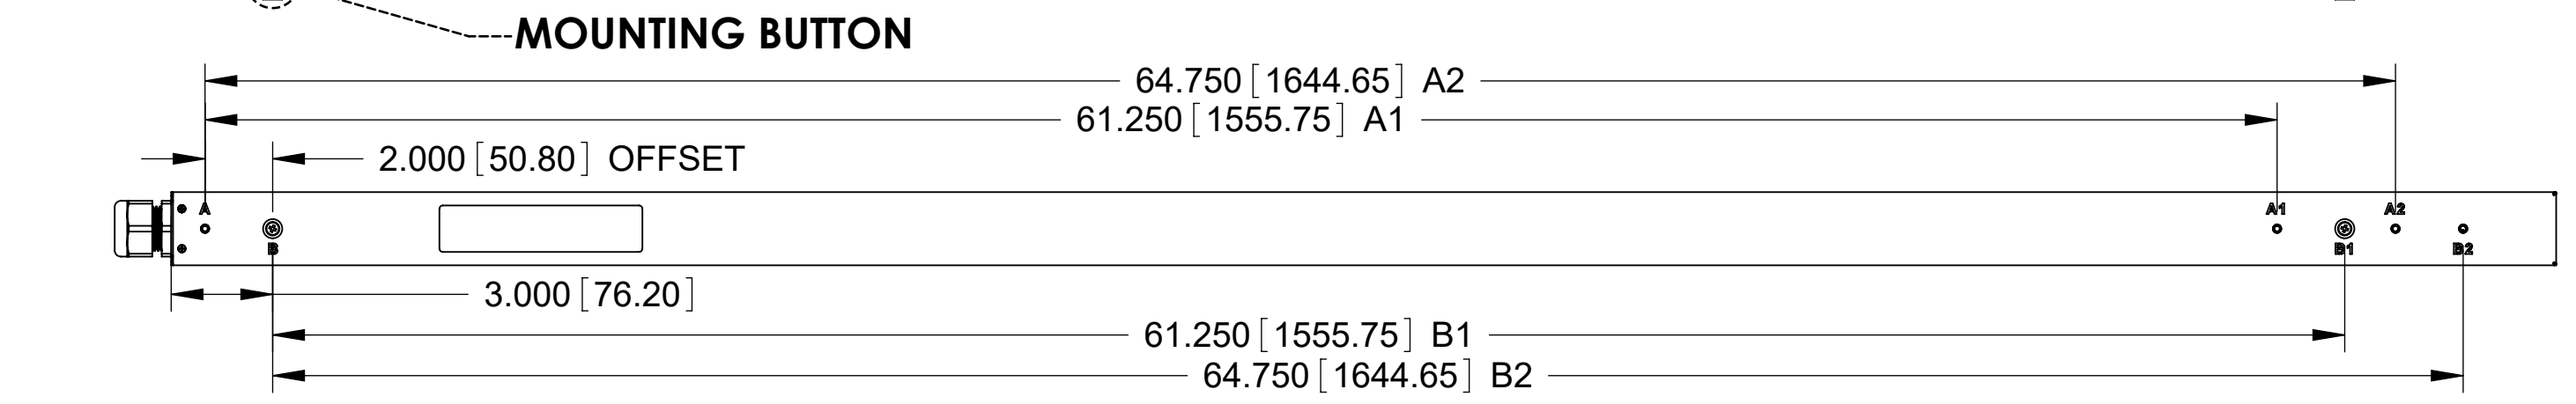 MOUNTING BUTTON
64.750 [1644.65] A2
61.250 [1555.75] A1
2.000 [50.80] OFFSET
A A1 A2
B B1 B2
3.000 [76.20]
61.250 [1555.75] B1
64.750 [1644.65] B2